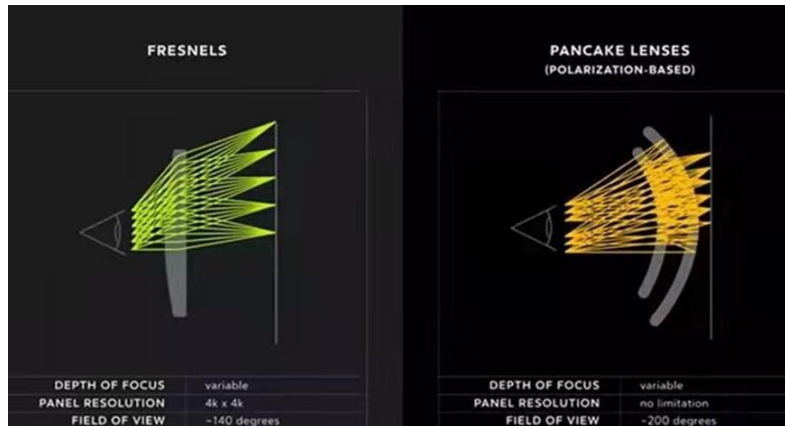 FRESNELS
DEPTH OF FOCUS variable
PANEL RESOLUTION 4k x 4k
FIELD OF VIEW ~140 degrees
PANCAKE LENSES
(POLARIZATION-BASED)
DEPTH OF FOCUS variable
PANEL RESOLUTION no limitation
FIELD OF VIEW ~200 degrees